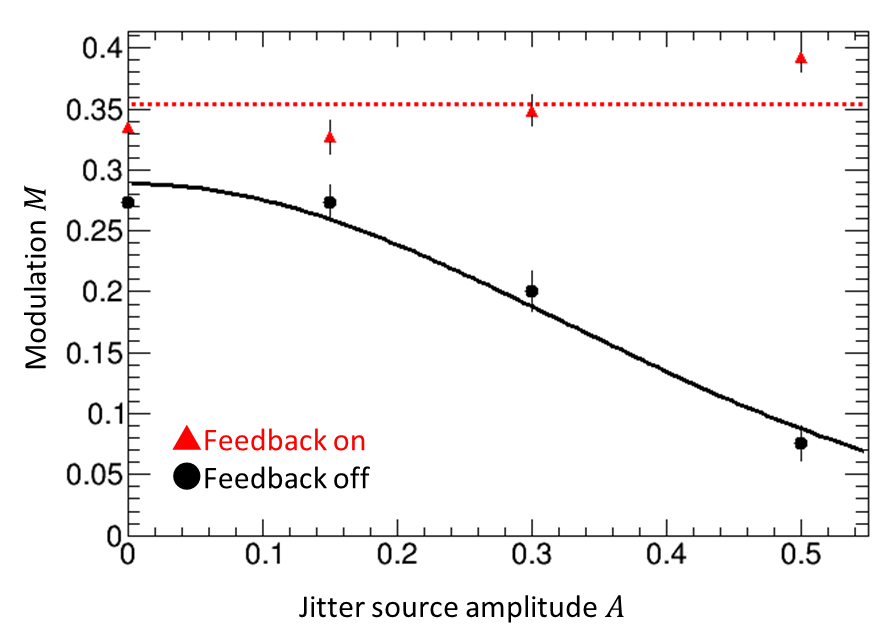 0.4
0.35
0.3
0.25
0.2
0.15
0.1
0.05
0
Modulation M
Feedback on
Feedback off
0 0.1 0.2 0.3 0.4 0.5
Jitter source amplitude A